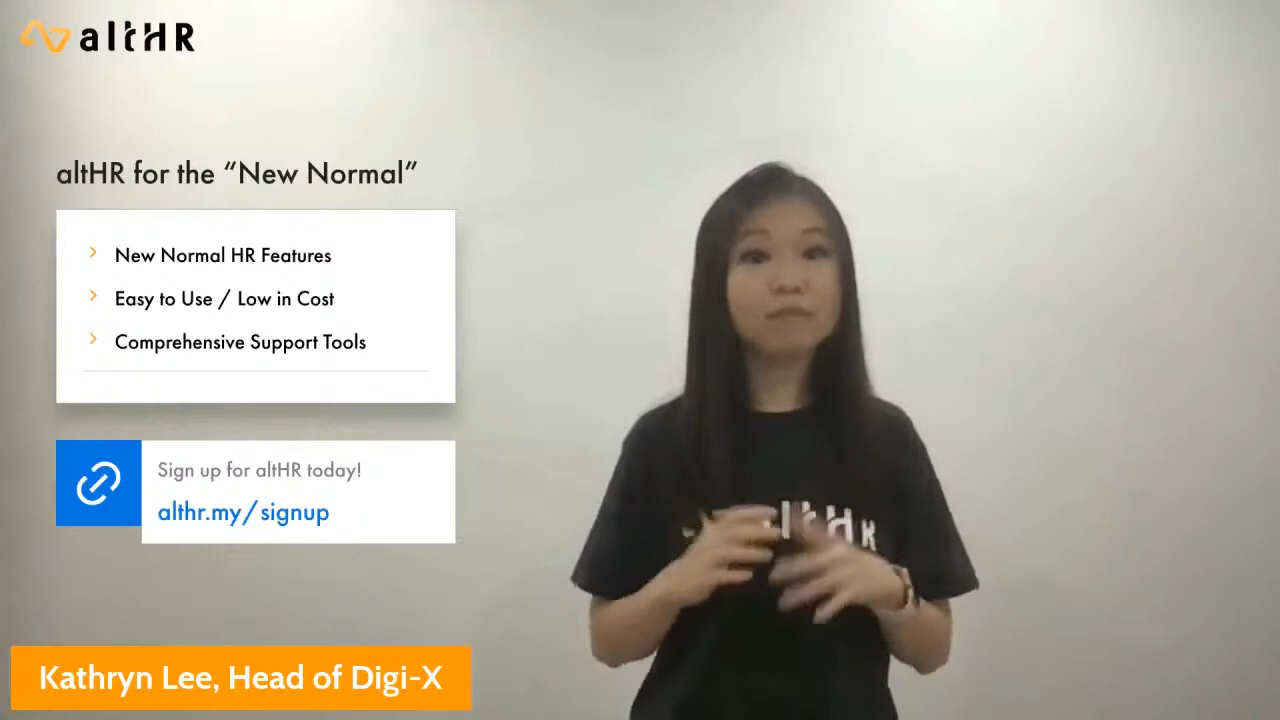 altHR
altHR for the “New Normal”
New Normal HR Features
Easy to Use / Low in Cost
Comprehensive Support Tools
Sign up for altHR today!
althr.my/signup
altHR
Kathryn Lee, Head of Digi-X